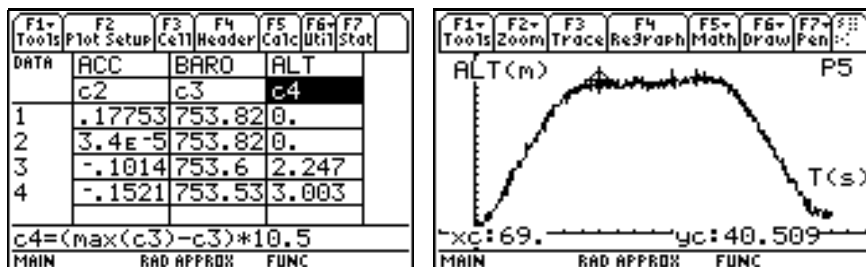 F1▾ F2 F3 F4 F5 F6▾ F7
Tools Plot Setup Cell Header Calc Util Stat
DATA ACC BARO ALT
c2 c3 c4
1 .17753 753.82 0.
2 3.4E-5 753.82 0.
3 -.1014 753.6 2.247
4 -.1521 753.53 3.003
c4=(max(c3)-c3)*10.5
MAIN RAD APPROX FUNC
F1▾ F2▾ F3 F4 F5▾ F6▾ F7▾
Tools Zoom Trace ReGraph Math Draw Pen
ALT(m) P5
T(s)
xc:69. yc:40.509
MAIN RAD APPROX FUNC